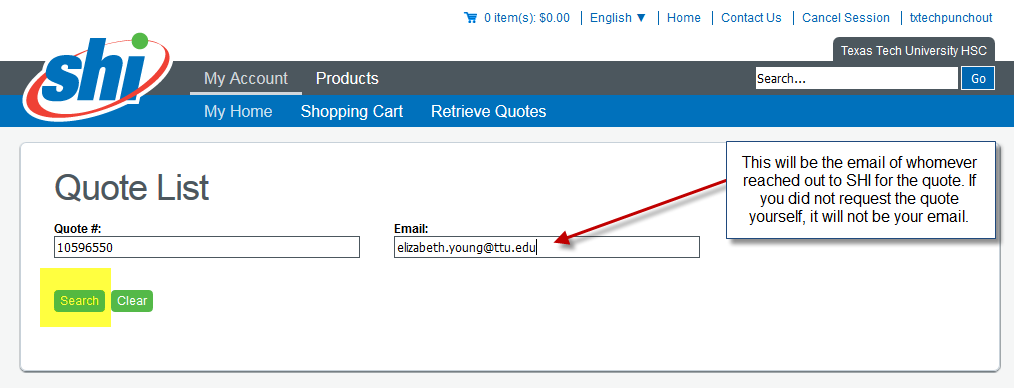 0 item(s): $0.00 | English ▼ | Home | Contact Us | Cancel Session | txtechpunchout
Texas Tech University HSC
shi
My Account Products Search... Go
My Home Shopping Cart Retrieve Quotes
Quote List
This will be the email of whomever
reached out to SHI for the quote. If
you did not request the quote
yourself, it will not be your email.
Quote #: Email:
10596550 elizabeth.young@ttu.edu
Search Clear